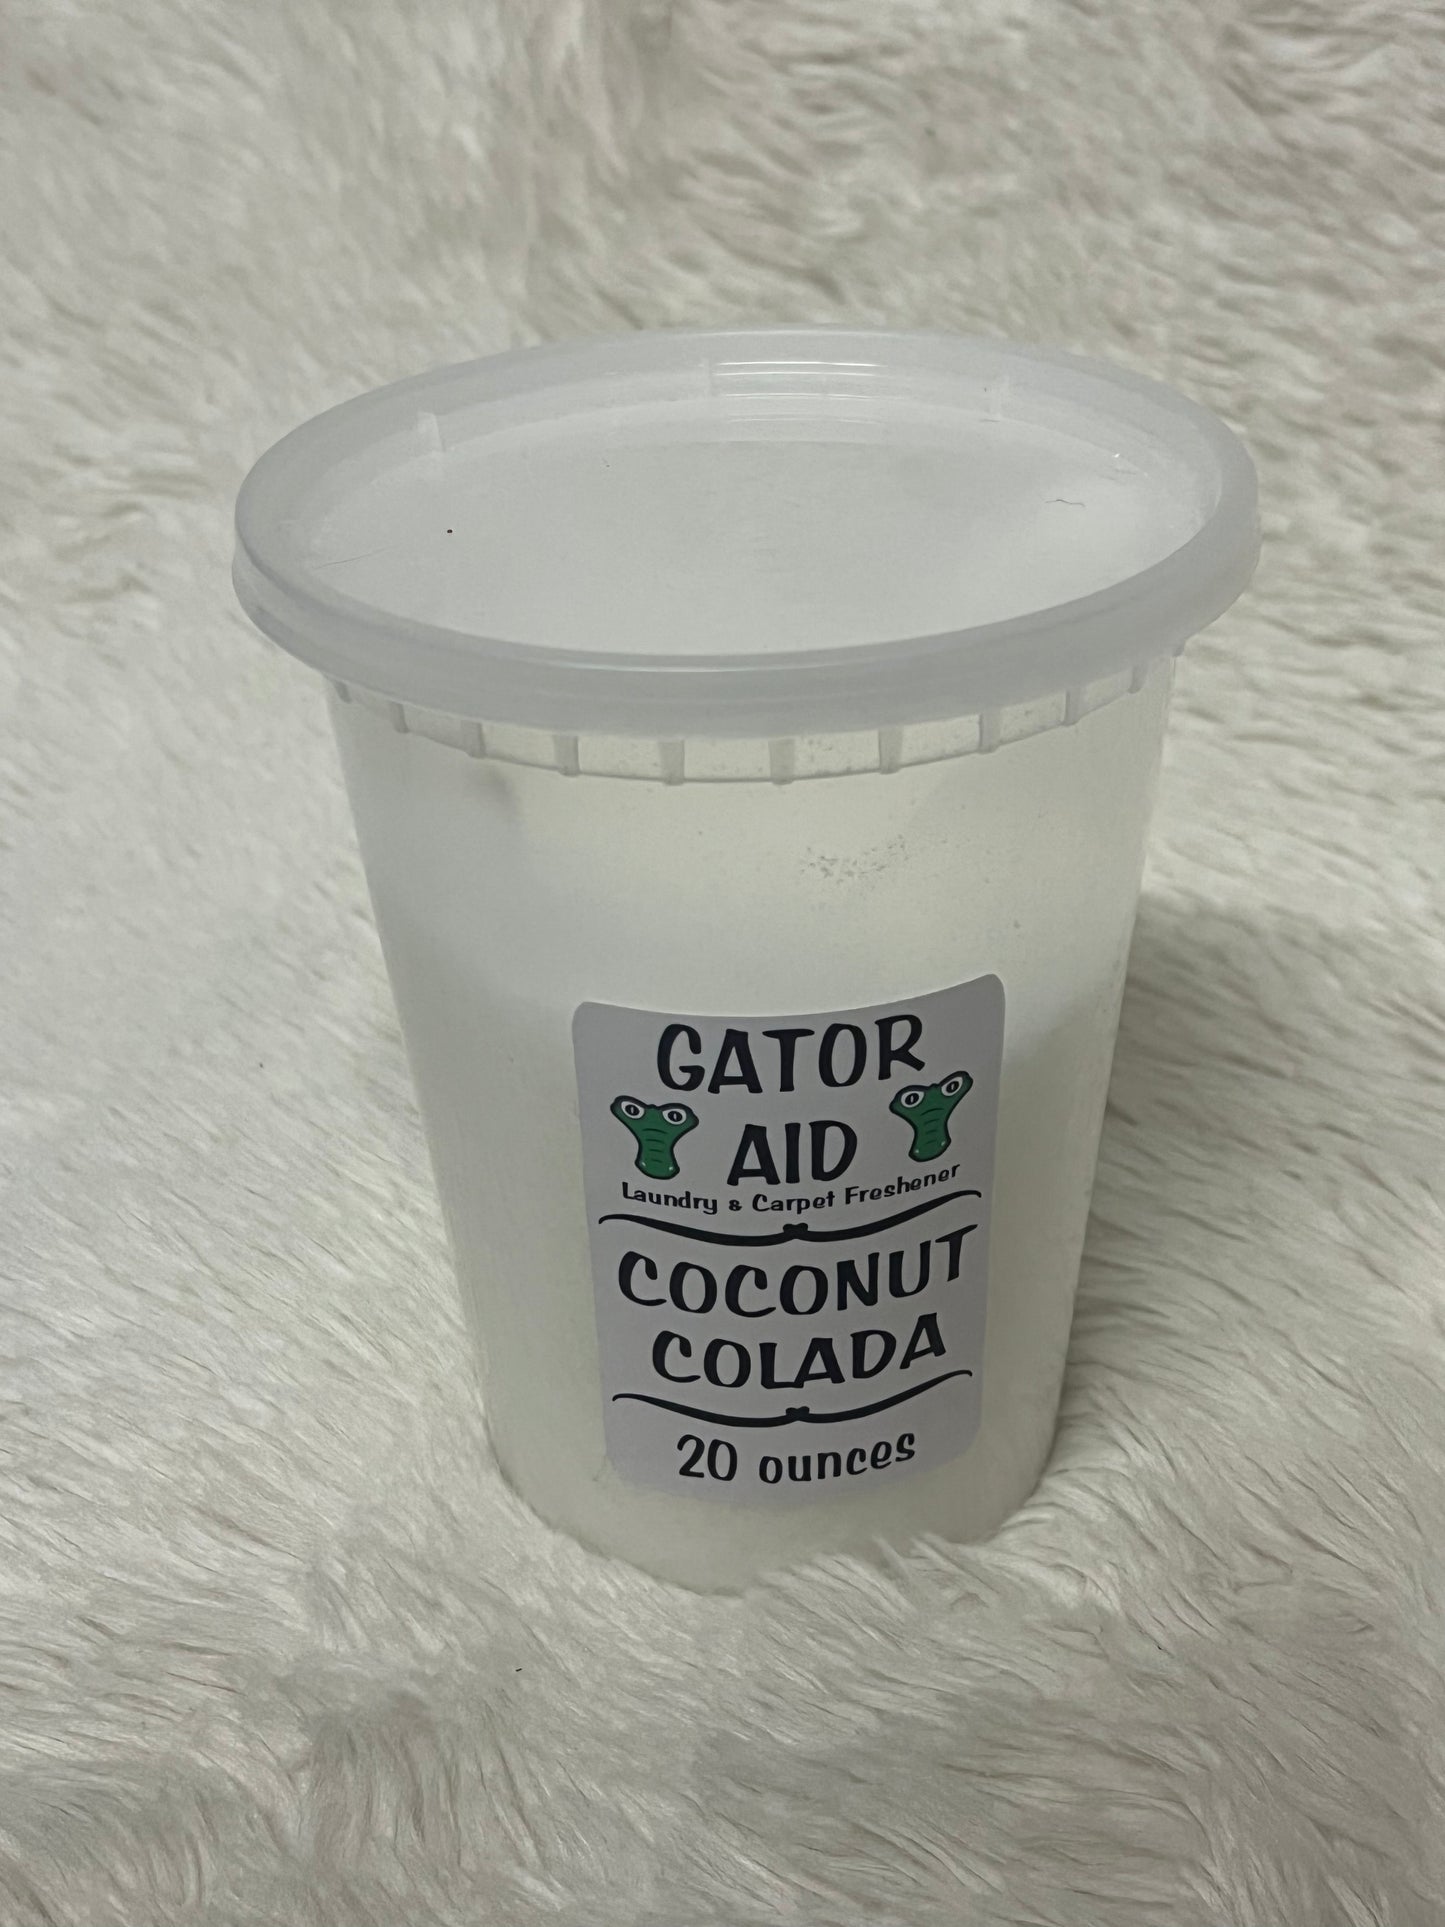 GATOR
AID
Laundry & Carpet Freshener
COCONUT
COLADA
20 ounces